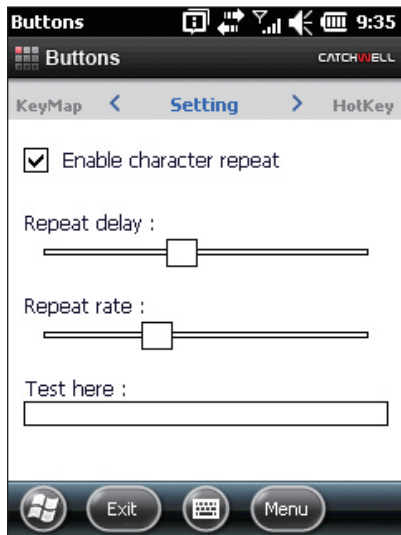 Buttons 9:35
Buttons CATCHWELL
KeyMap < Setting > HotKey
Enable character repeat
Repeat delay :
Repeat rate :
Test here :
Exit Menu